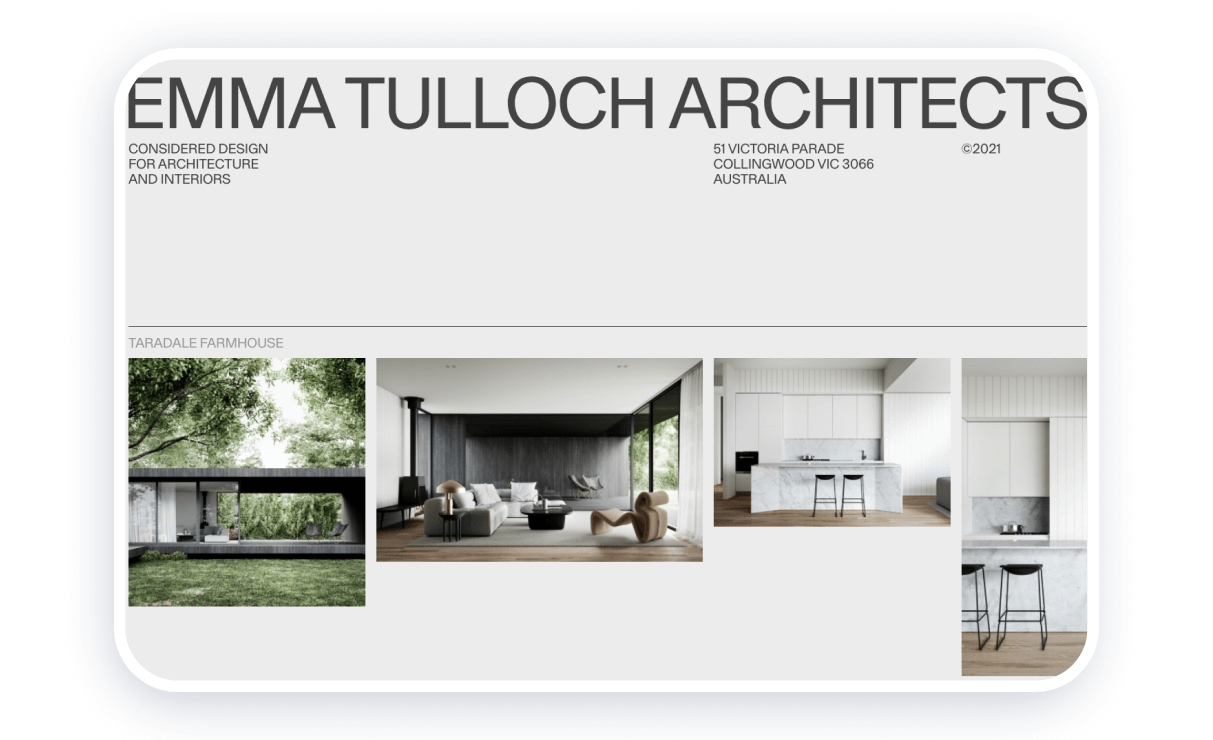 EMMA TULLOCH ARCHITECTS
CONSIDERED DESIGN
FOR ARCHITECTURE
AND INTERIORS
51 VICTORIA PARADE
COLLINGWOOD VIC 3066
AUSTRALIA
©2021
TARADALE FARMHOUSE